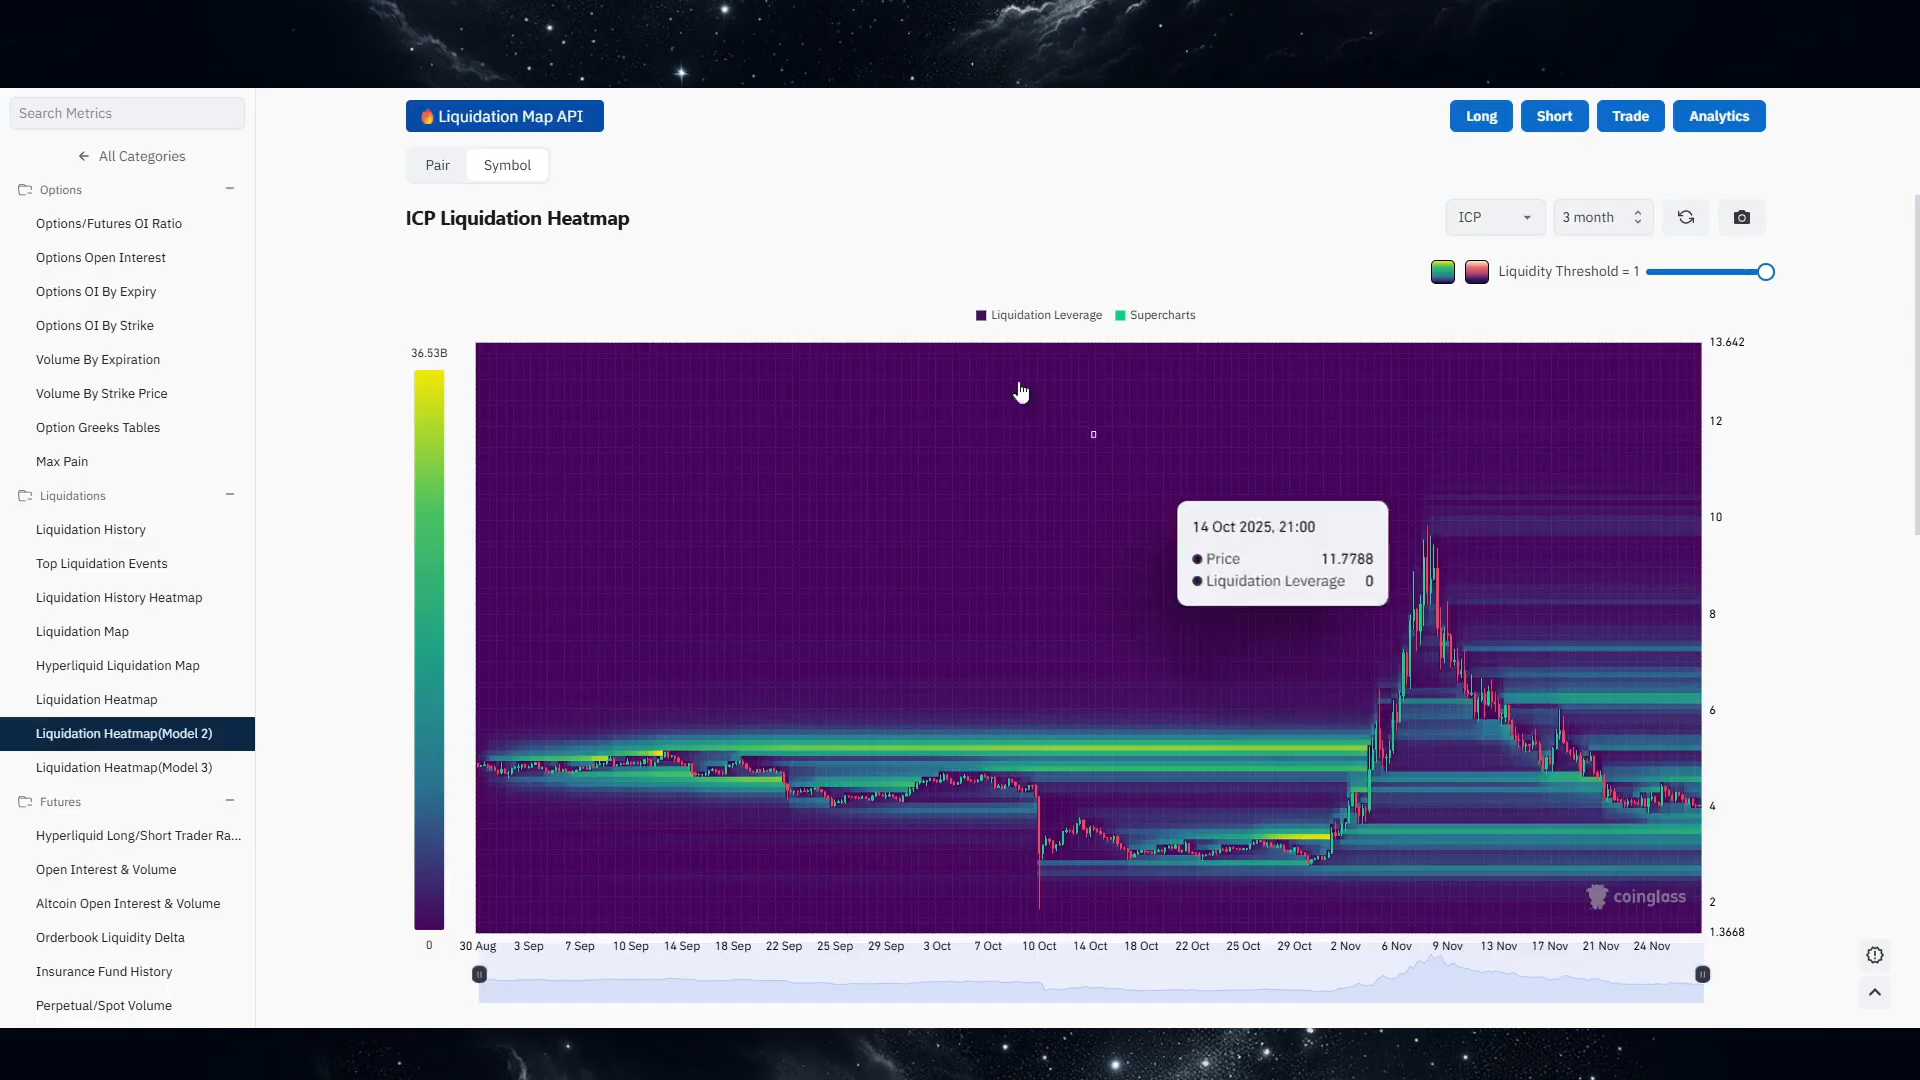 Search Metrics
All Categories
Options
Options/Futures OI Ratio
Options Open Interest
Options OI By Expiry
Options OI By Strike
Volume By Expiration
Volume By Strike Price
Option Greeks Tables
Max Pain
Liquidations
Liquidation History
Top Liquidation Events
Liquidation History Heatmap
Liquidation Map
Hyperliquid Liquidation Map
Liquidation Heatmap
Liquidation Heatmap(Model 2)
Liquidation Heatmap(Model 3)
Futures
Hyperliquid Long/Short Trader Ra...
Open Interest & Volume
Altcoin Open Interest & Volume
Orderbook Liquidity Delta
Insurance Fund History
Perpetual/Spot Volume
Liquidation Map API
Long Short Trade Analytics
Pair Symbol
ICP Liquidation Heatmap
ICP 3 month
Liquidity Threshold = 1
Liquidation Leverage Supercharts
36.53B
0
13.642
12
10
8
6
4
2
1.3668
14 Oct 2025, 21:00
Price 11.7788
Liquidation Leverage 0
coinglass
30 Aug 3 Sep 7 Sep 10 Sep 14 Sep 18 Sep 22 Sep 25 Sep 29 Sep 3 Oct 7 Oct 10 Oct 14 Oct 18 Oct 22 Oct 25 Oct 29 Oct 2 Nov 6 Nov 9 Nov 13 Nov 17 Nov 21 Nov 24 Nov